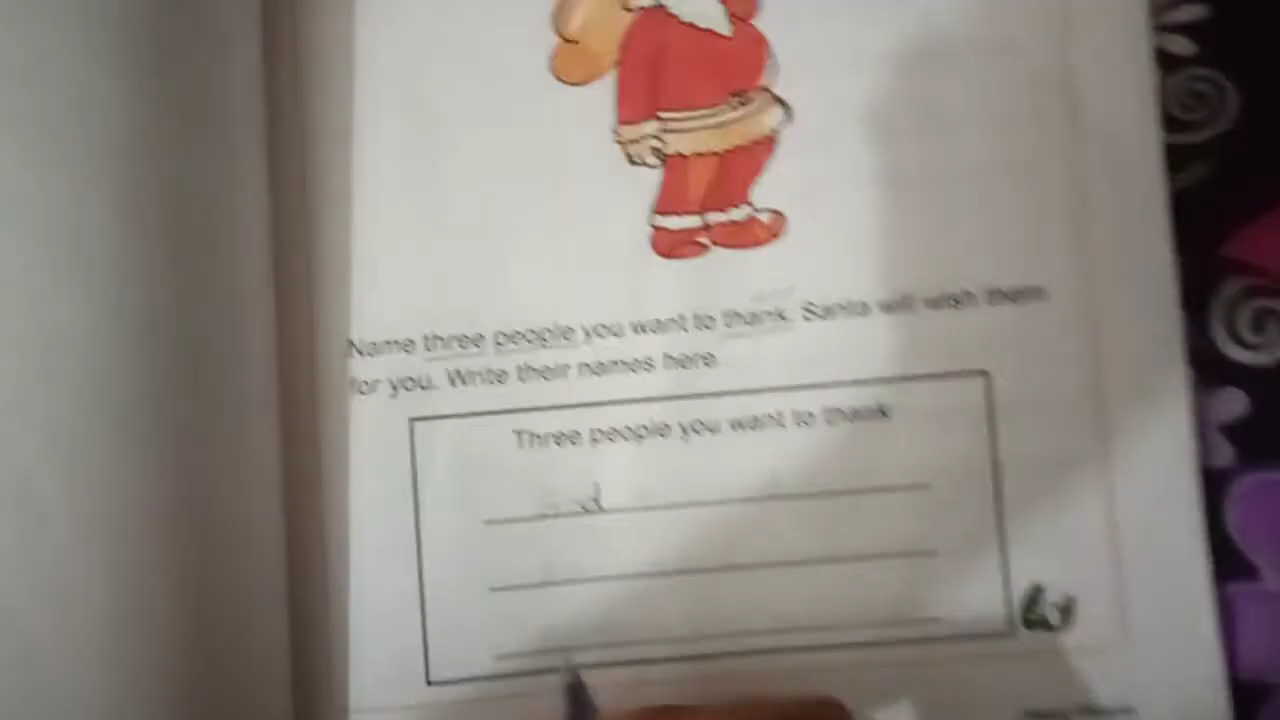 Name three people you want to thank. Santa will wish them
for you. Write their names here.
Three people you want to thank